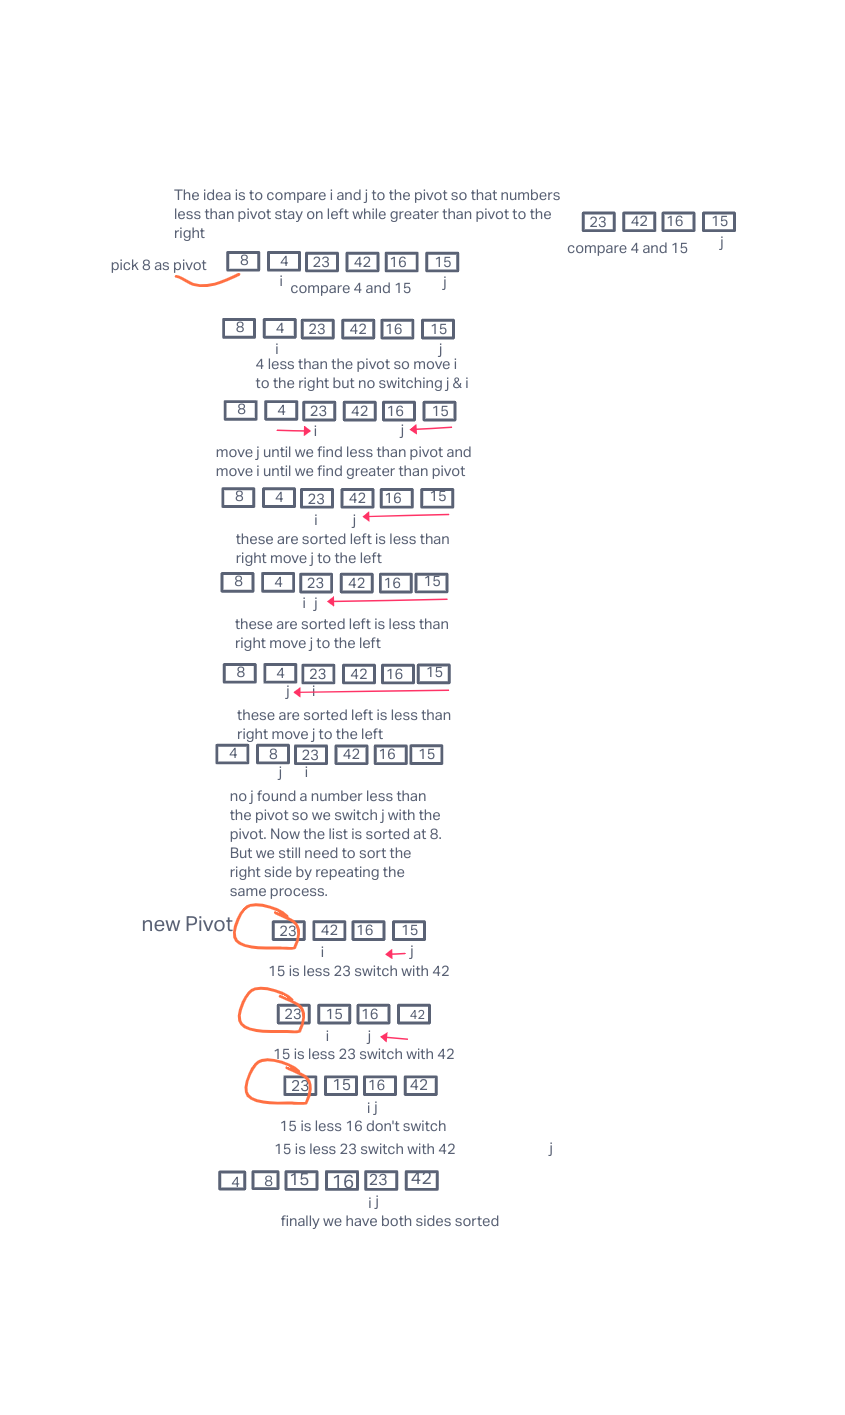 The idea is to compare i and j to the pivot so that numbers
less than pivot stay on left while greater than pivot to the
right
23 42 16 15
j
compare 4 and 15
pick 8 as pivot
8 4 23 42 16 15
i j
compare 4 and 15
8 4 23 42 16 15
i j
4 less than the pivot so move i
to the right but no switching j & i
8 4 23 42 16 15
i j
move j until we find less than pivot and
move i until we find greater than pivot
8 4 23 42 16 15
i j
these are sorted left is less than
right move j to the left
8 4 23 42 16 15
i j
these are sorted left is less than
right move j to the left
8 4 23 42 16 15
j i
these are sorted left is less than
right move j to the left
4 8 23 42 16 15
j i
no j found a number less than
the pivot so we switch j with the
pivot. Now the list is sorted at 8.
But we still need to sort the
right side by repeating the
same process.
new Pivot
23 42 16 15
i j
15 is less 23 switch with 42
23 15 16 42
i j
15 is less 23 switch with 42
23 15 16 42
i j
15 is less 16 don't switch
15 is less 23 switch with 42
j
4 8 15 16 23 42
i j
finally we have both sides sorted